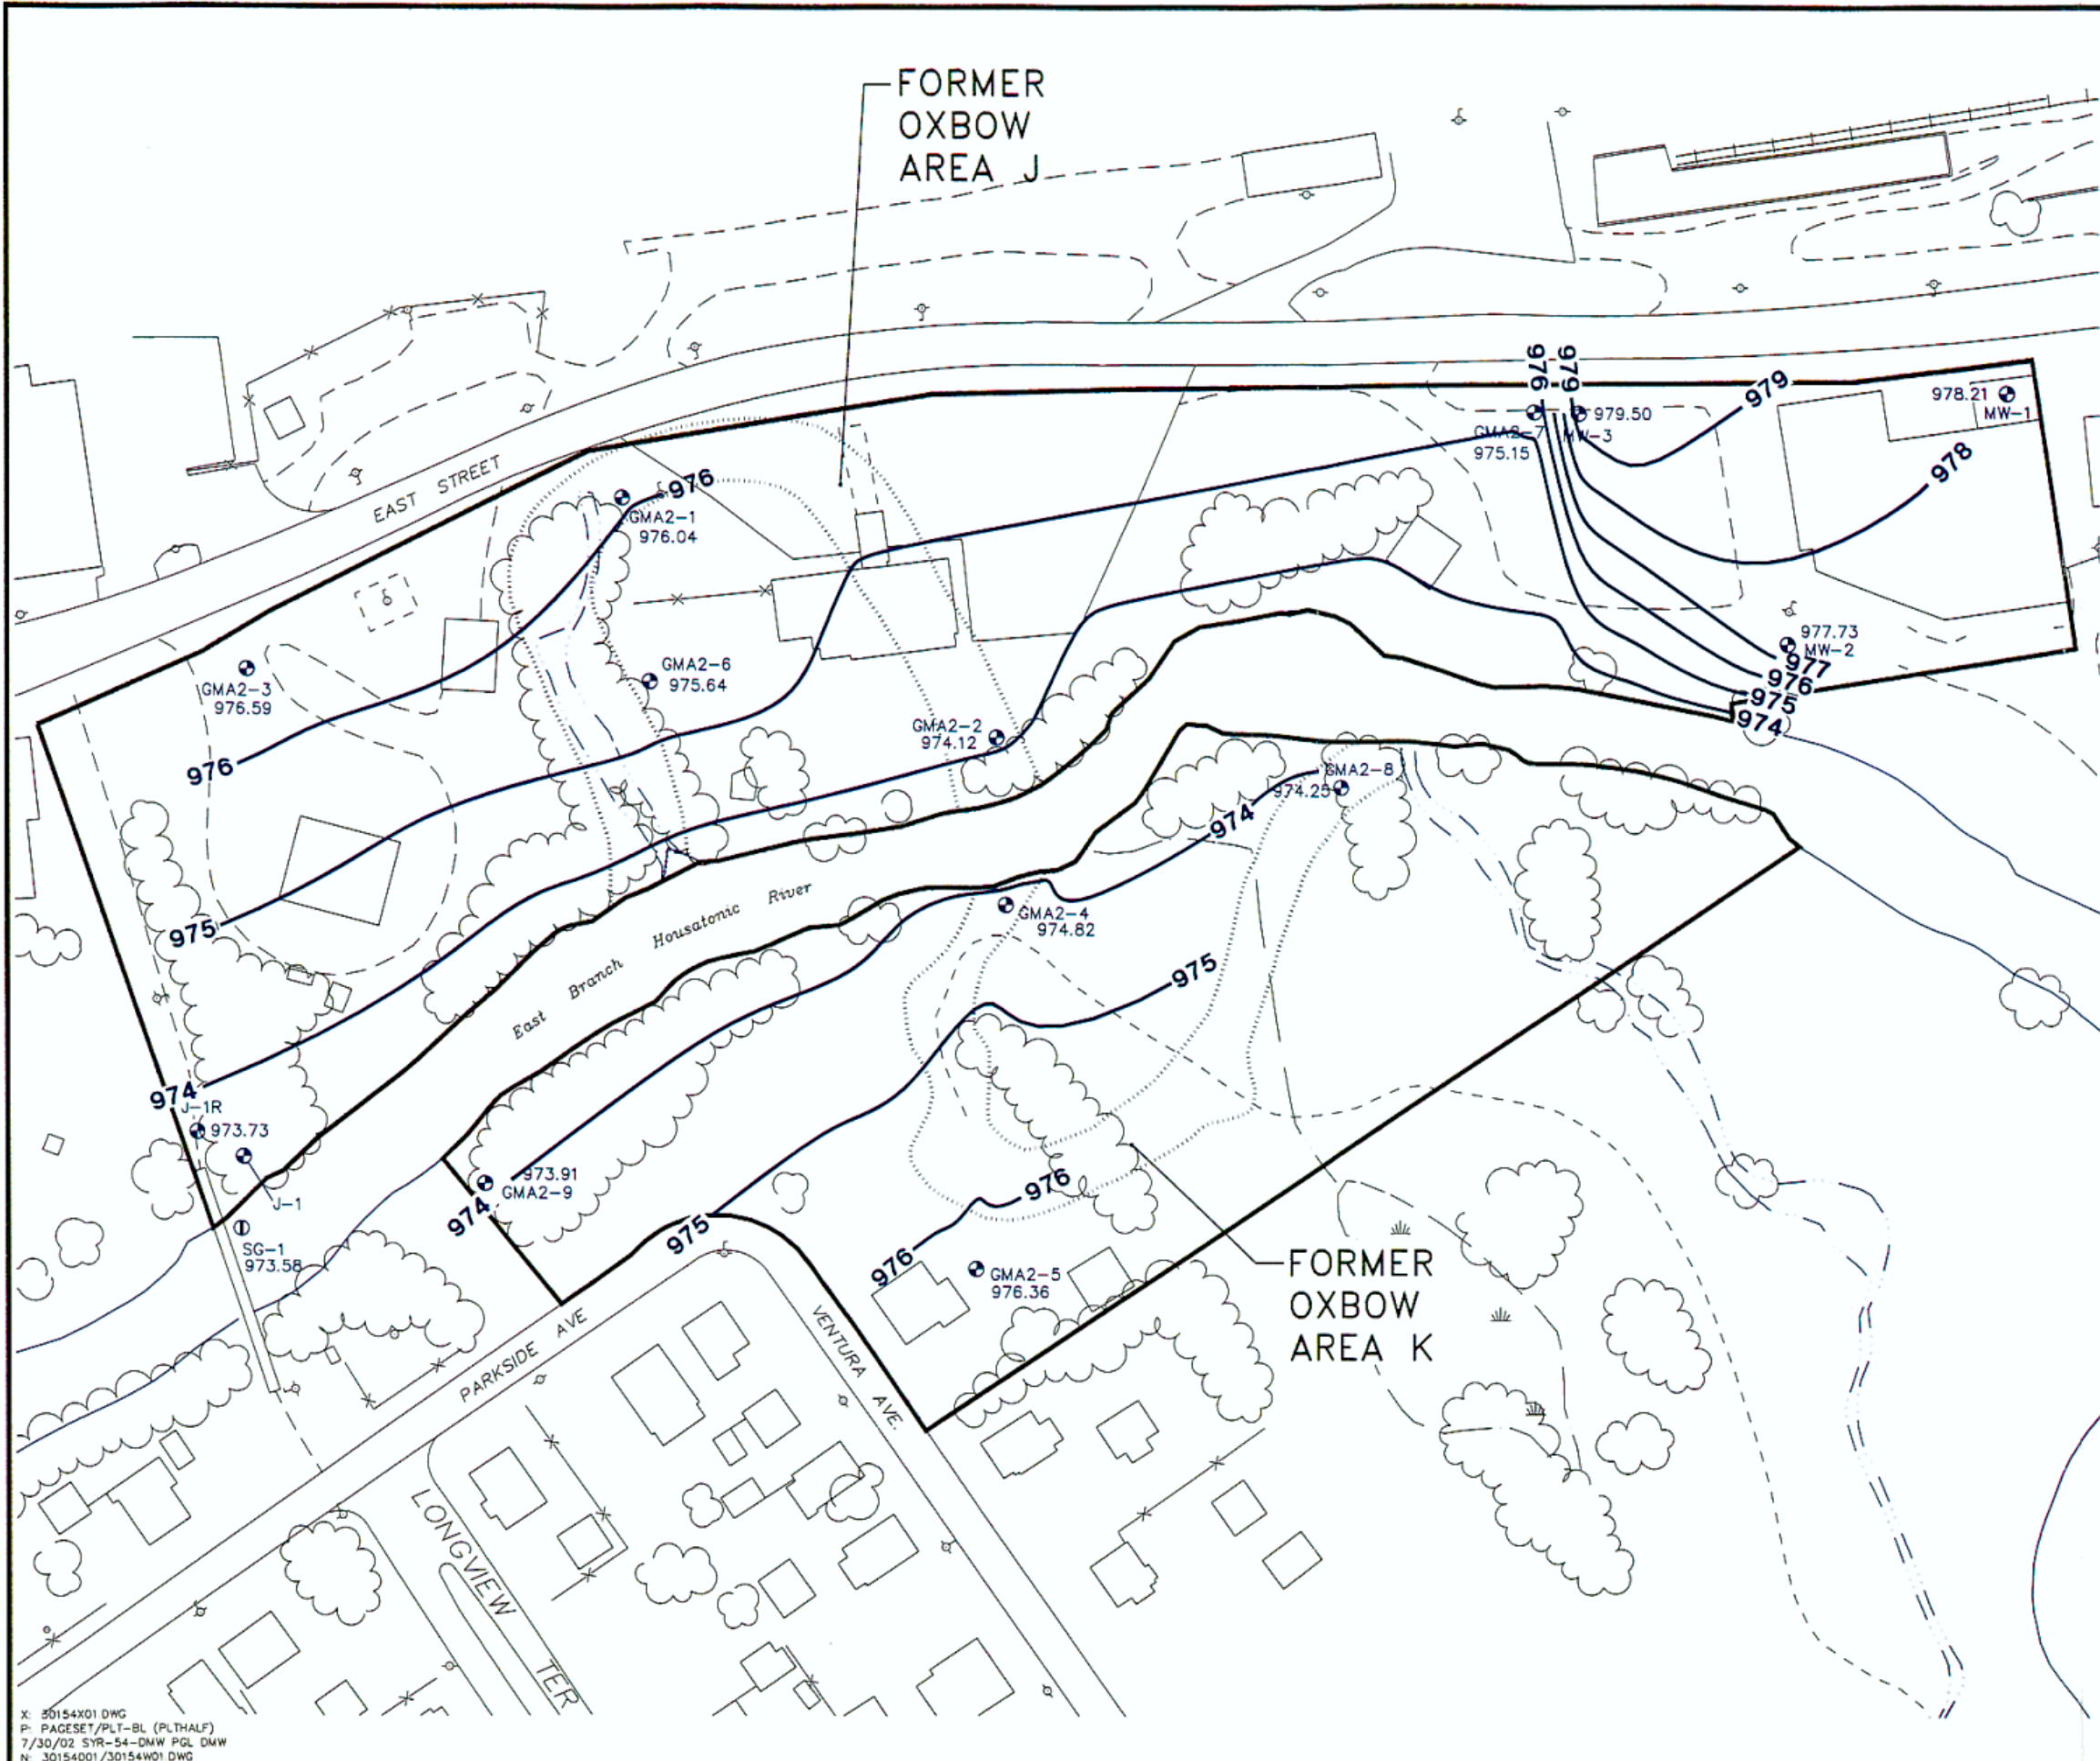 FORMER
OXBOW
AREA J
976
979
979
978.21
MW-1
979.50
GMA2-7
MW-3
975.15
978
EAST STREET
976
GMA2-1
976.04
GMA2-6
975.64
977.73
MW-2
977
976
975
974
GMA2-3
976.59
GMA2-2
974.12
976
GMA2-8
974.25
974
975
Housatonic River
East Branch
GMA2-4
974.82
975
974
J-1R
973.73
J-1
973.91
GMA2-9
974
SG-1
973.58
975
976
976
GMA2-5
976.36
FORMER
OXBOW
AREA K
PARKSIDE AVE
VENTURA AVE.
LONGVIEW TER
X: 30154X01.DWG
P: PAGESET/PLT-BL (PLTHALF)
7/30/02 SYR-54-DMW PGL DMW
N: 30154D01/30154W01.DWG